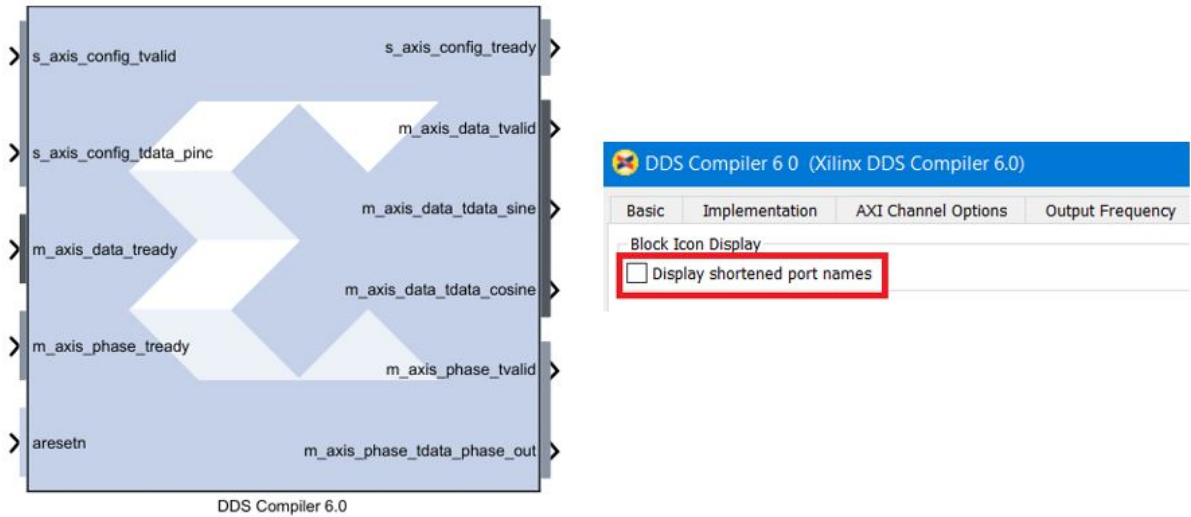 s_axis_config_tvalid
s_axis_config_tdata_pinc
m_axis_data_tready
m_axis_phase_tready
aresetn
s_axis_config_tready
m_axis_data_tvalid
m_axis_data_tdata_sine
m_axis_data_tdata_cosine
m_axis_phase_tvalid
m_axis_phase_tdata_phase_out
DDS Compiler 6.0
DDS Compiler 6 0 (Xilinx DDS Compiler 6.0)
Basic Implementation AXI Channel Options Output Frequency
Block Icon Display
Display shortened port names